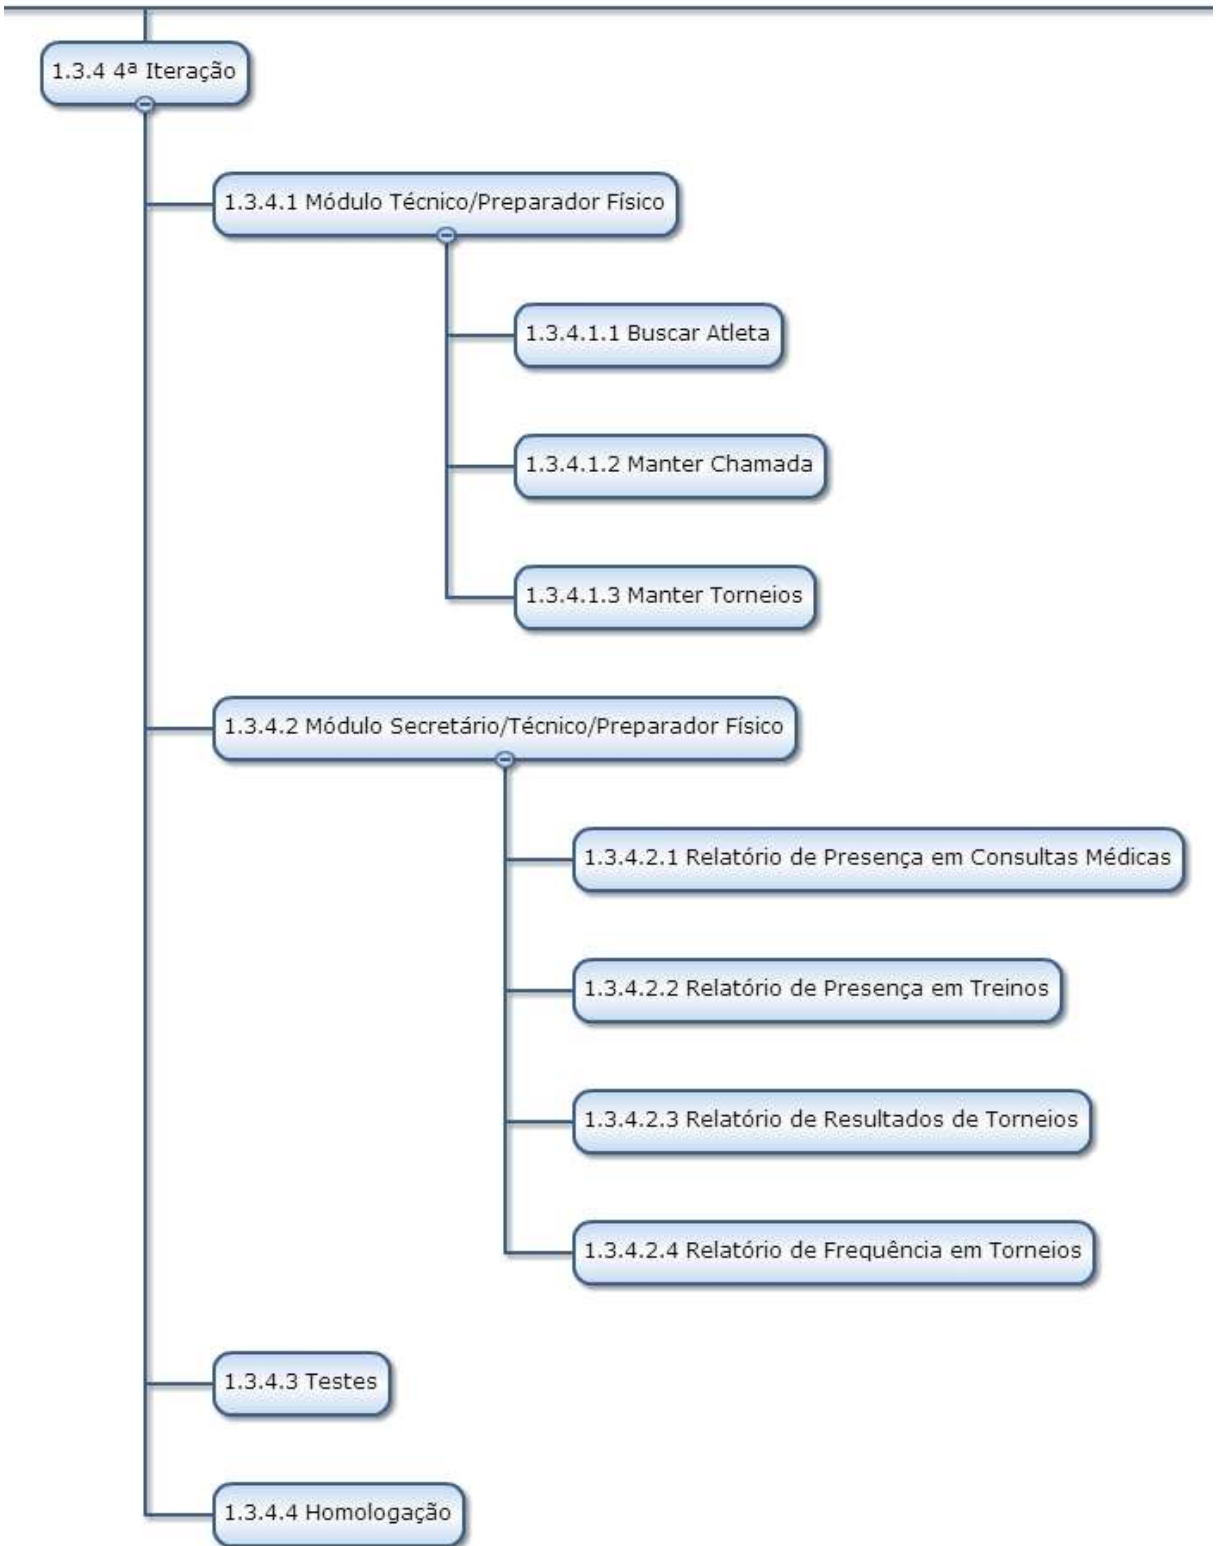 1.3.4 4ª Iteração
1.3.4.1 Módulo Técnico/Preparador Físico
1.3.4.1.1 Buscar Atleta
1.3.4.1.2 Manter Chamada
1.3.4.1.3 Manter Torneios
1.3.4.2 Módulo Secretário/Técnico/Preparador Físico
1.3.4.2.1 Relatório de Presença em Consultas Médicas
1.3.4.2.2 Relatório de Presença em Treinos
1.3.4.2.3 Relatório de Resultados de Torneios
1.3.4.2.4 Relatório de Frequência em Torneios
1.3.4.3 Testes
1.3.4.4 Homologação